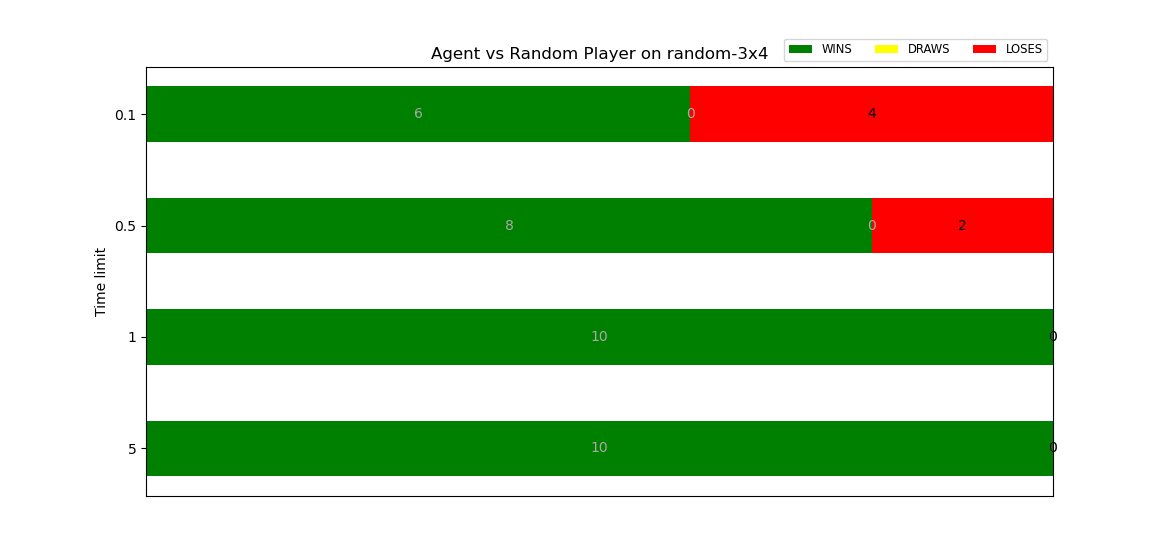 Agent vs Random Player on random-3x4
WINS DRAWS LOSES
Time limit
0.1 6 0 4
0.5 8 0 2
1 10 0
5 10 0